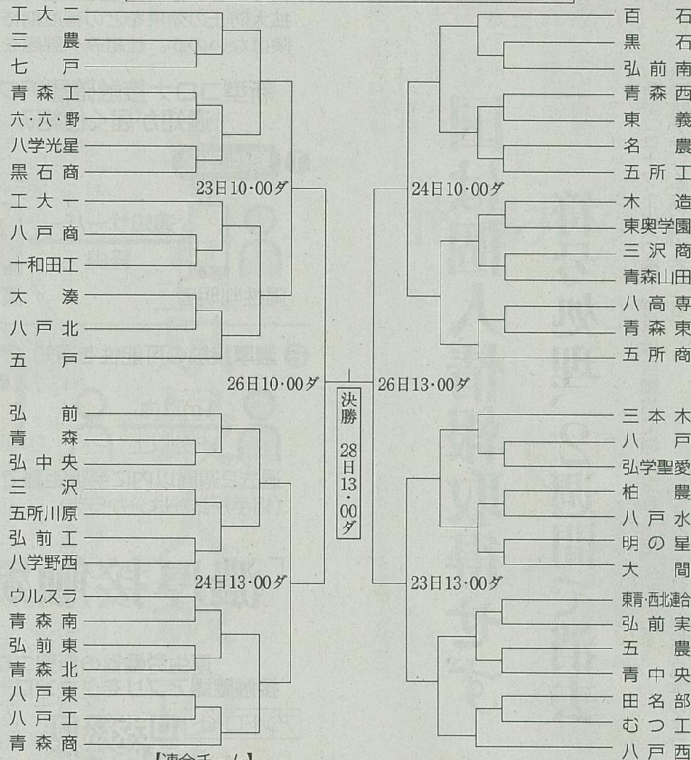 工大二
三農
七戸
青森工
六・六・野
八学光星
黒石商
23日10・00ダ
工大一
八戸商
十和田工
大湊
八戸北
五戸
26日10・00ダ
弘前
青森
弘中央
三沢
五所川原
弘前工
八学野西
24日13・00ダ
ウルスラ
青森南
弘前東
青森北
八戸東
八戸工
青森商
決勝 28日13・00ダ
百石
黒石
弘前南
青森西
東義
名農
五所工
24日10・00ダ
木造
東奥学園
三沢商
青森山田
八高専
青森東
五所商
26日13・00ダ
三本木
八戸
弘学聖愛
柏農
八戸水
明の星
大間
23日13・00ダ
東青・西北連合
弘前実
五農
青中央
田名部
むつ工
八戸西
【連合チーム】